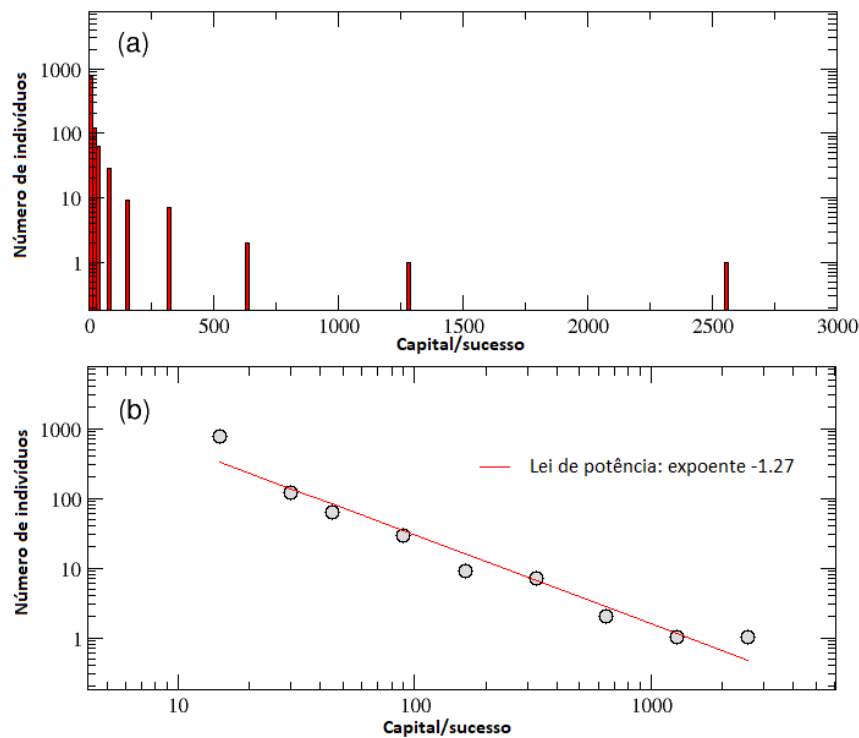 (a)
Número de indivíduos
1000
100
10
1
0 500 1000 1500 2000 2500 3000
Capital/sucesso
(b)
Número de indivíduos
1000
100
10
1
Lei de potência: expoente -1.27
10 100 1000
Capital/sucesso